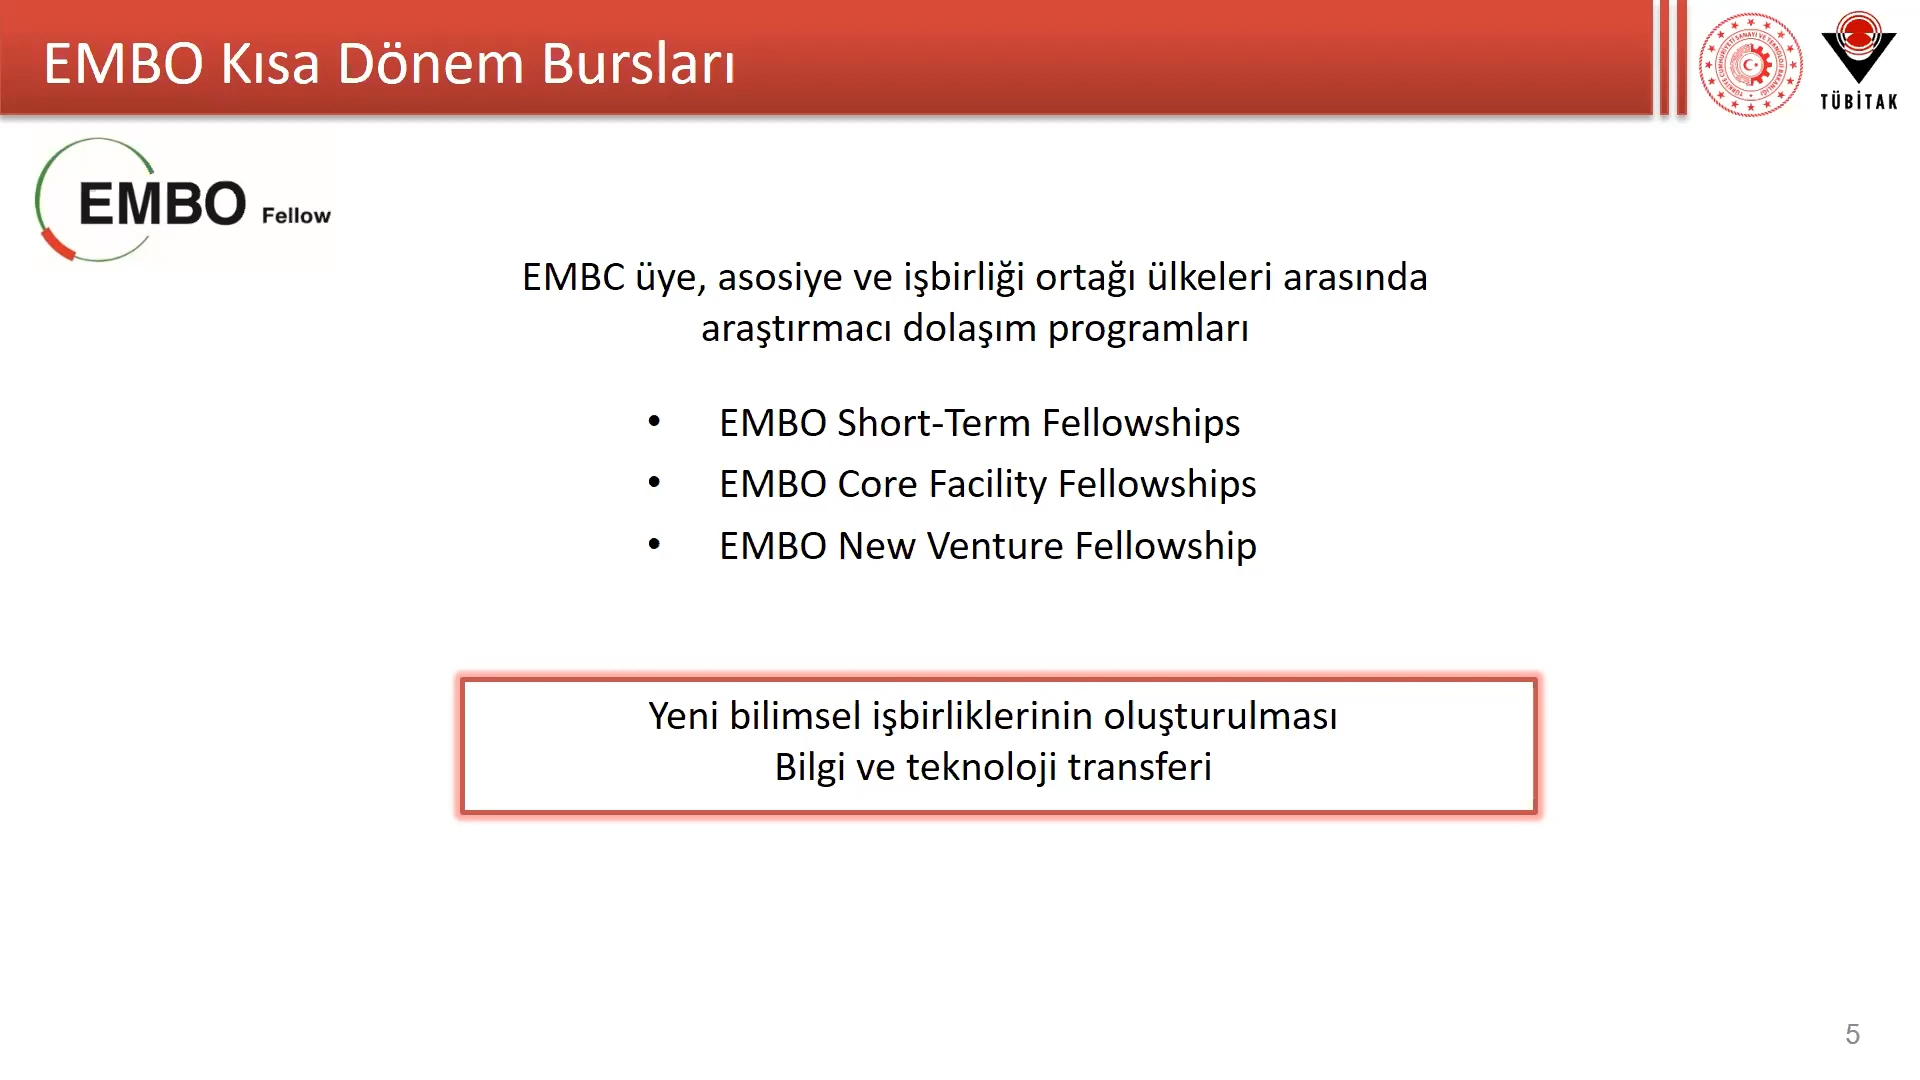 EMBO Kısa Dönem Bursları
TÜBİTAK
EMBO Fellow
EMBC üye, asosiye ve işbirliği ortağı ülkeleri arasında
araştırmacı dolaşım programları
• EMBO Short-Term Fellowships
• EMBO Core Facility Fellowships
• EMBO New Venture Fellowship
Yeni bilimsel işbirliklerinin oluşturulması
Bilgi ve teknoloji transferi
5